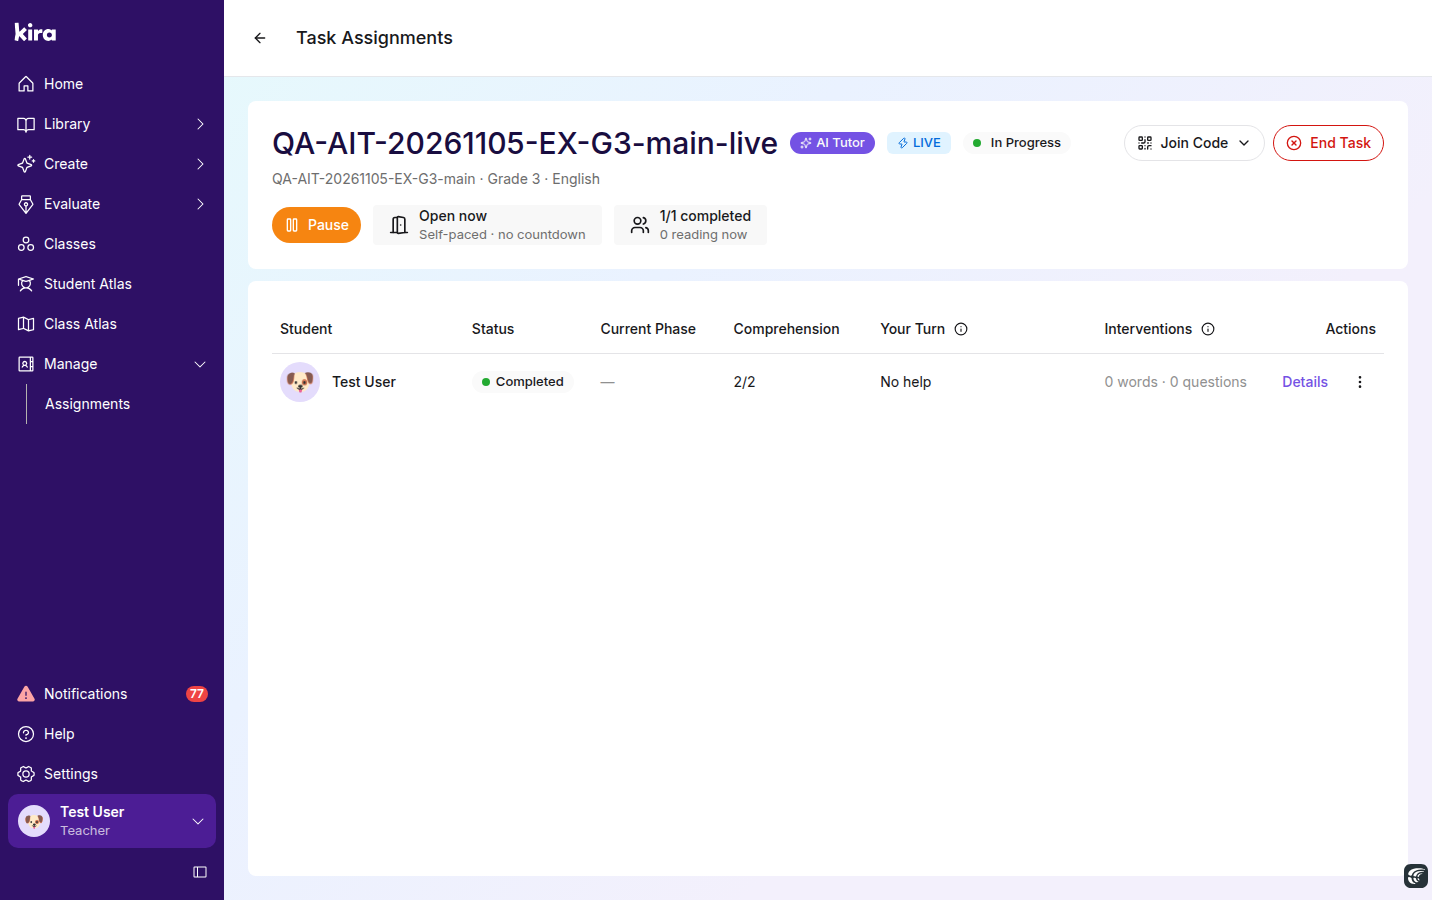 kira
Home
Library
Create
Evaluate
Classes
Student Atlas
Class Atlas
Manage
Assignments
Notifications 77
Help
Settings
Test User
Teacher
Task Assignments
QA-AIT-20261105-EX-G3-main-live AI Tutor LIVE In Progress Join Code End Task
QA-AIT-20261105-EX-G3-main · Grade 3 · English
Pause
Open now
Self-paced · no countdown
1/1 completed
0 reading now
Student Status Current Phase Comprehension Your Turn Interventions Actions
Test User Completed — 2/2 No help 0 words · 0 questions Details